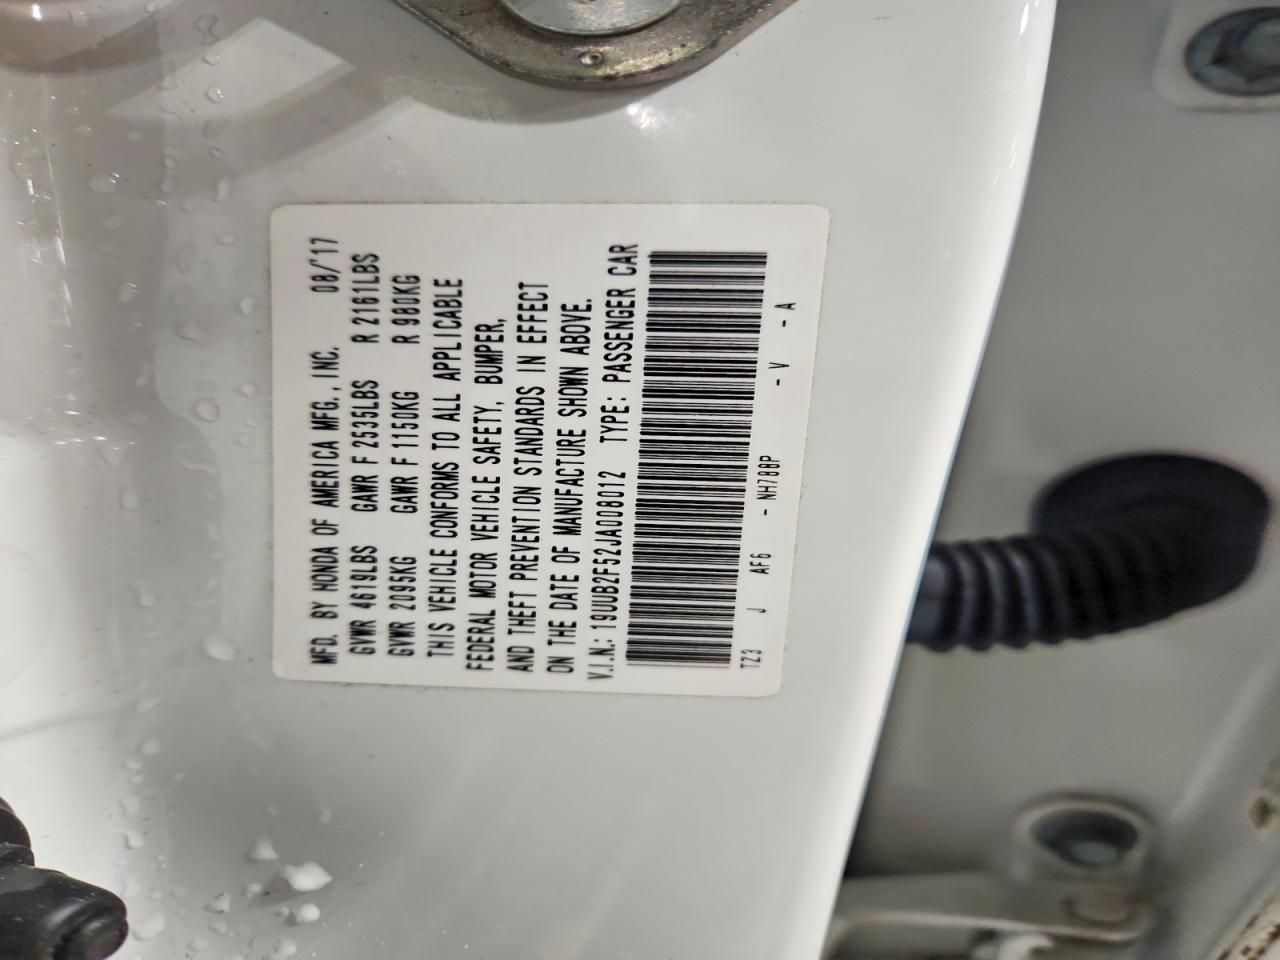 MFD. BY HONDA OF AMERICA MFG., INC. 08/'17
GVWR 4619LBS GAWR F 2535LBS R 2161LBS
GVWR 2095KG GAWR F 1150KG R 980KG
THIS VEHICLE CONFORMS TO ALL APPLICABLE
FEDERAL MOTOR VEHICLE SAFETY, BUMPER,
AND THEFT PREVENTION STANDARDS IN EFFECT
ON THE DATE OF MANUFACTURE SHOWN ABOVE.
V.I.N.: 19UUB2F52JA008012 TYPE: PASSENGER CAR
TZ3 J AF6 - NH788P - V - A